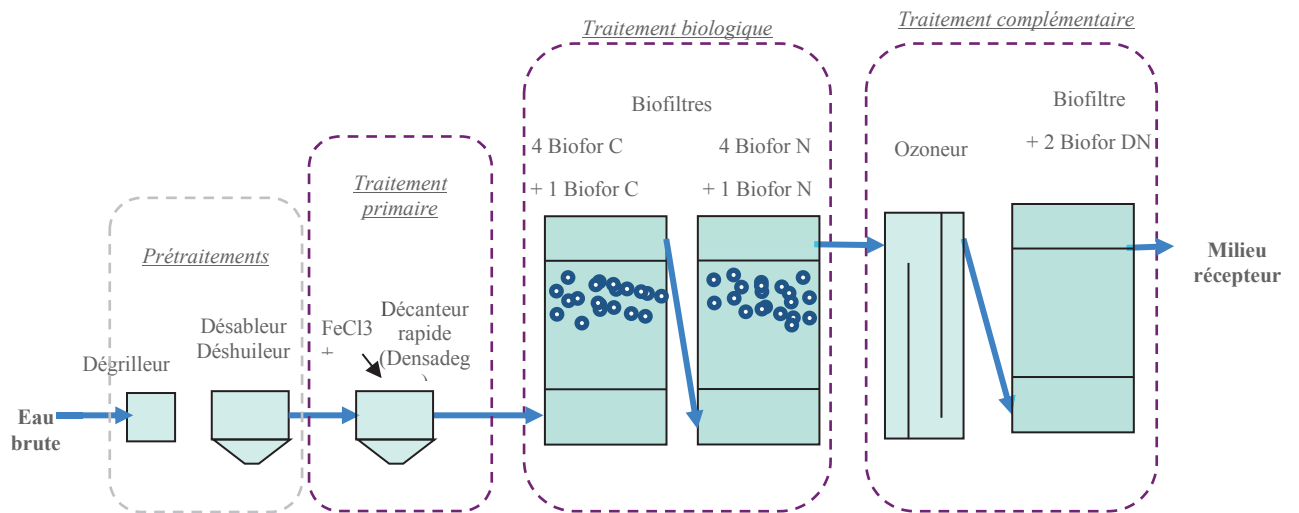 Traitement biologique
Traitement complémentaire
Biofiltres
4 Biofor C
+ 1 Biofor C
4 Biofor N
+ 1 Biofor N
Ozoneur
Biofiltre
+ 2 Biofor DN
Traitement
primaire
Prétraitements
Dégrilleur
Désableur
Déshuileur
FeCl3
+
Décanteur
rapide
(Densadeg
Eau
brute
Milieu
récepteur